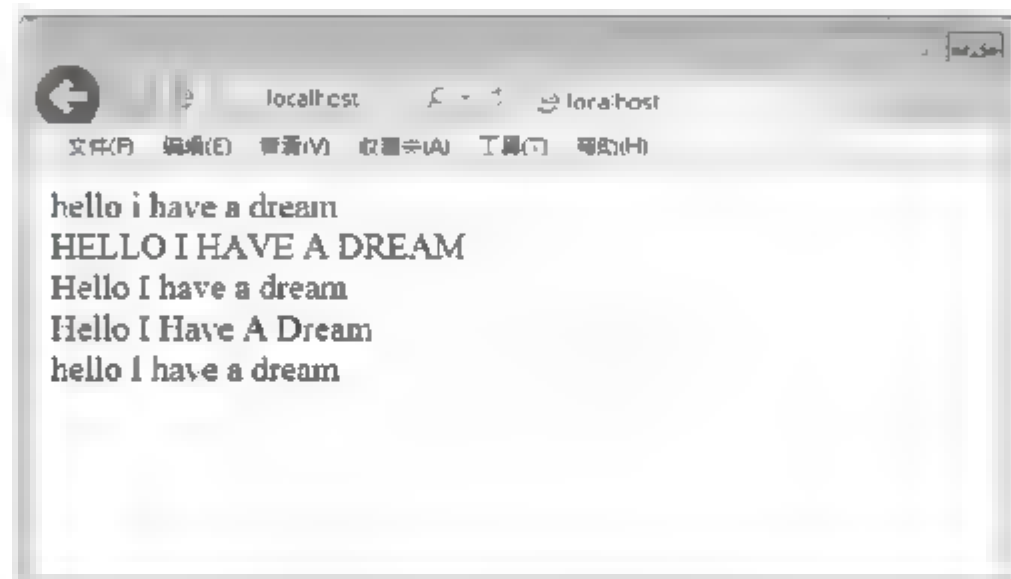 localhost localhost
文件(F) 编辑(E) 查看(V) 收藏夹(A) 工具(T) 帮助(H)
hello i have a dream
HELLO I HAVE A DREAM
Hello I have a dream
Hello I Have A Dream
hello I have a dream